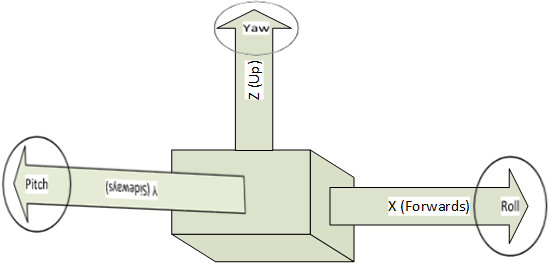 Yaw
Z (Up)
Pitch
Y (Sideways)
X (Forwards)
Roll